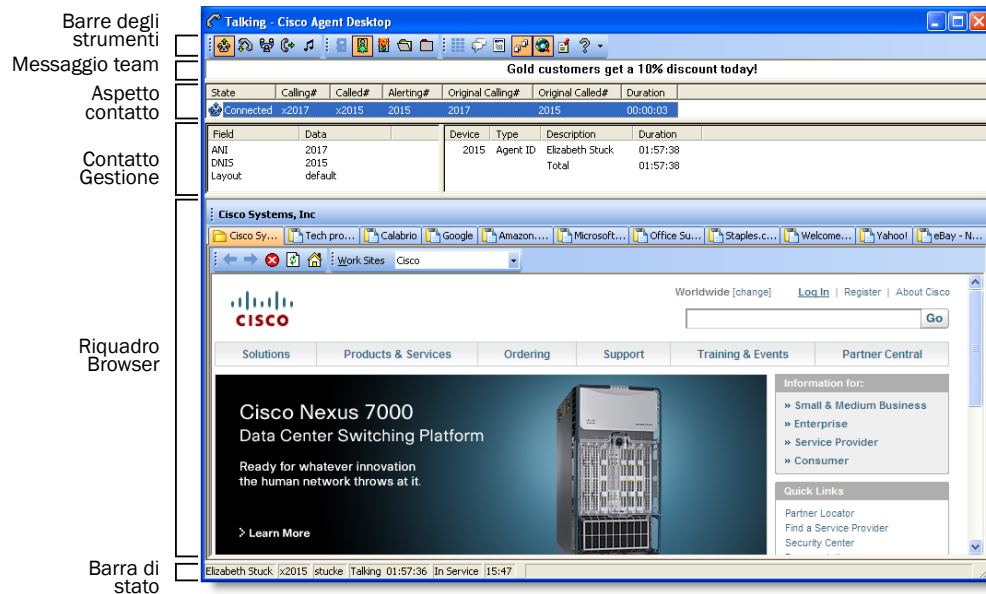 Barre degli
strumenti
Talking - Cisco Agent Desktop
Messaggio team
Gold customers get a 10% discount today!
Aspetto
contatto
State Calling# Called# Alerting# Original Calling# Original Called# Duration
Connected x2017 x2015 2015 2017 2015 00:00:03
Contatto
Gestione
Field Data
ANI 2017
DNIS 2015
Layout default
Device Type Description Duration
2015 Agent ID Elizabeth Stuck 01:57:38
Total 01:57:38
Riquadro
Browser
Cisco Systems, Inc
Cisco Sy... Tech pro... Calabrio Google Amazon.... Microsoft... Office Su... Staples.c... Welcome... Yahoo! eBay - N...
Work Sites Cisco
CISCO
Worldwide [change] Log In | Register | About Cisco
Go
Solutions Products & Services Ordering Support Training & Events Partner Central
Cisco Nexus 7000
Data Center Switching Platform
Ready for whatever innovation
the human network throws at it.
> Learn More
Information for:
» Small & Medium Business
» Enterprise
» Service Provider
» Consumer
Quick Links
Partner Locator
Find a Service Provider
Security Center
Barra di
stato
Elizabeth Stuck x2015 stucke Talking 01:57:36 In Service 15:47